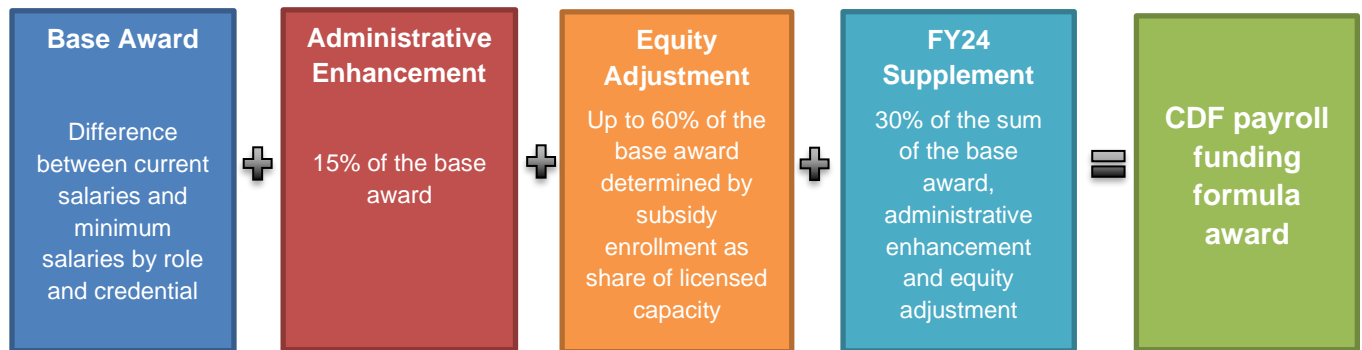 Base Award
Difference
between current
salaries and
minimum
salaries by role
and credential
Administrative
Enhancement
15% of the base
award
Equity
Adjustment
Up to 60% of the
base award
determined by
subsidy
enrollment as
share of licensed
capacity
FY24
Supplement
30% of the sum
of the base
award,
administrative
enhancement
and equity
adjustment
CDF payroll
funding
formula
award